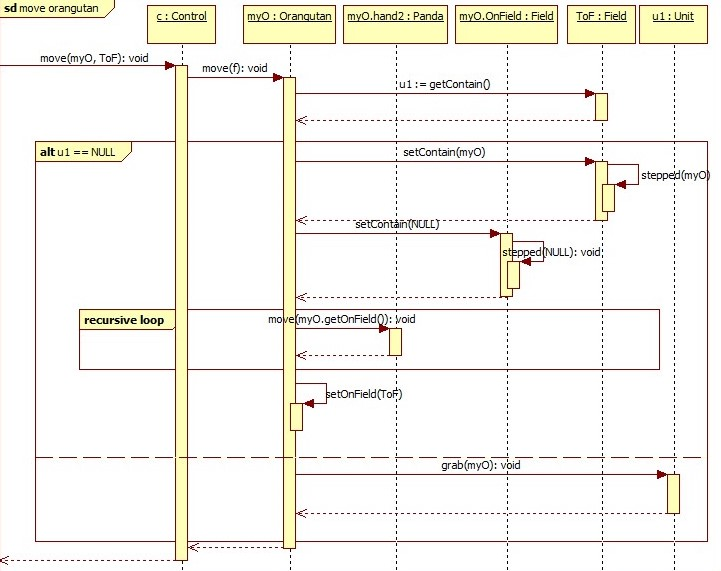 sd move orangutan
c : Control
myO : Orangutan
myO.hand2 : Panda
myO.OnField : Field
ToF : Field
u1 : Unit
move(myO, ToF): void
move(f): void
u1 := getContain()
alt u1 == NULL
setContain(myO)
stepped(myO)
setContain(NULL)
stepped(NULL): void
recursive loop
move(myO.getOnField()): void
setOnField(ToF)
grab(myO): void